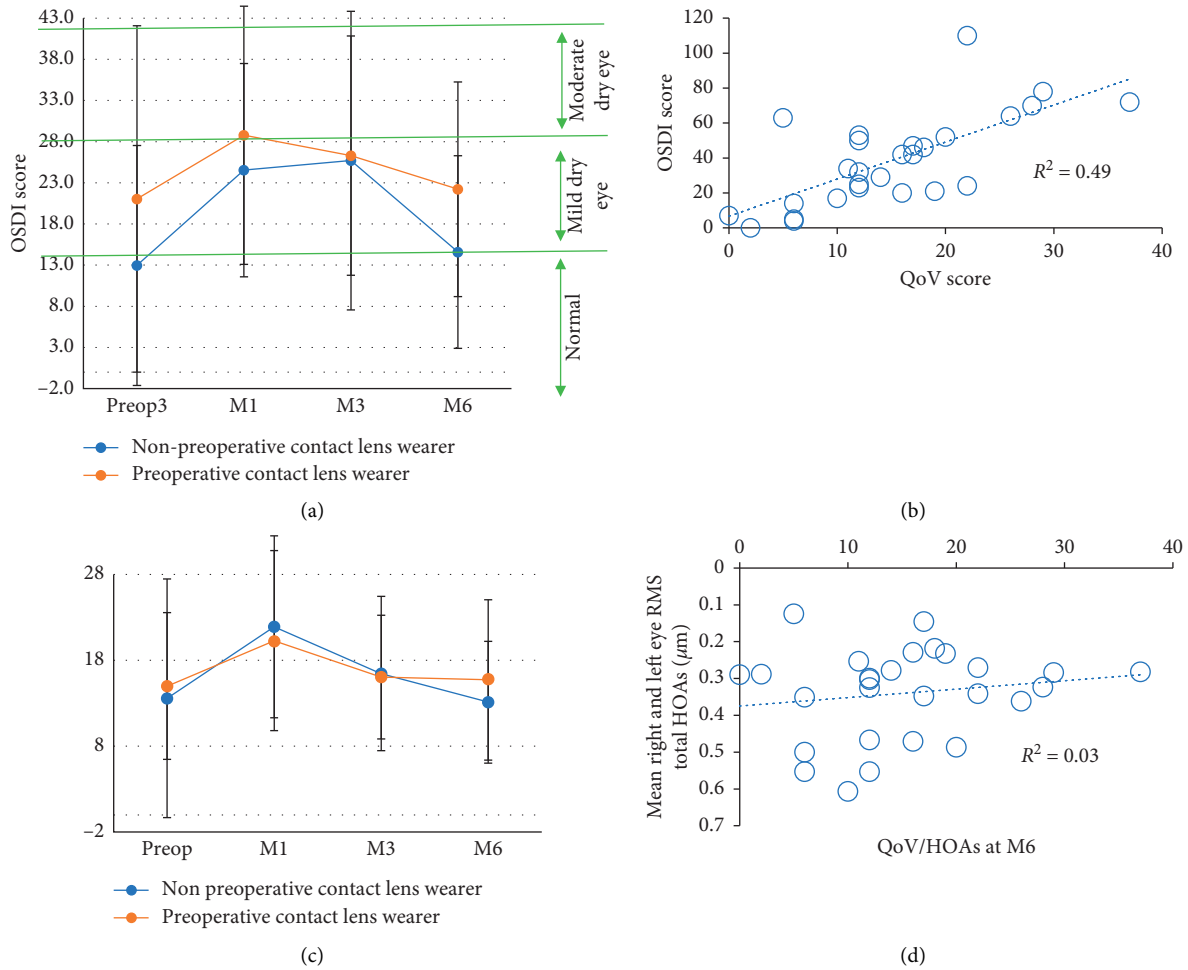 43.0
38.0
33.0
28.0
23.0
18.0
13.0
8.0
3.0
–2.0
OSDI score
Preop3 M1 M3 M6
Moderate
dry eye
Mild dry
eye
Normal
Non-preoperative contact lens wearer
Preoperative contact lens wearer
(a)
120
100
80
60
40
20
0
OSDI score
R² = 0.49
0 10 20 30 40
QoV score
(b)
28
18
8
–2
Preop M1 M3 M6
Non preoperative contact lens wearer
Preoperative contact lens wearer
(c)
0 10 20 30 40
0
0.1
0.2
0.3
0.4
0.5
0.6
0.7
Mean right and left eye RMS
total HOAs (μm)
R² = 0.03
QoV/HOAs at M6
(d)